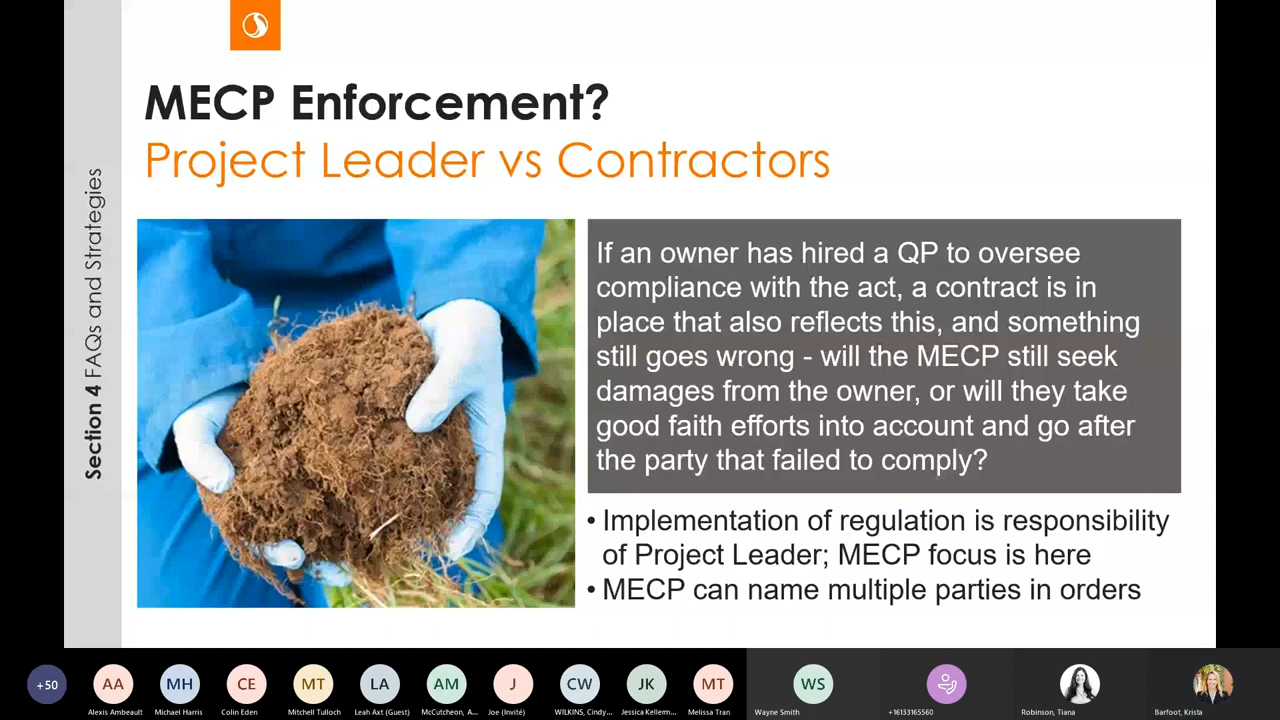 MECP Enforcement?
Project Leader vs Contractors
Section 4 FAQs and Strategies
If an owner has hired a QP to oversee
compliance with the act, a contract is in
place that also reflects this, and something
still goes wrong - will the MECP still seek
damages from the owner, or will they take
good faith efforts into account and go after
the party that failed to comply?
• Implementation of regulation is responsibility
of Project Leader; MECP focus is here
• MECP can name multiple parties in orders
+50
AA
MH
CE
MT
LA
AM
J
CW
JK
MT
WS
Alexis Ambeault
Michael Harris
Colin Eden
Mitchell Tulloch
Leah Axt (Guest)
McCutcheon, A...
Joe (Invité)
WILKINS, Cindy...
Jessica Kellem...
Melissa Tran
Wayne Smith
+16133165560
Robinson, Tiana
Barfoot, Krista